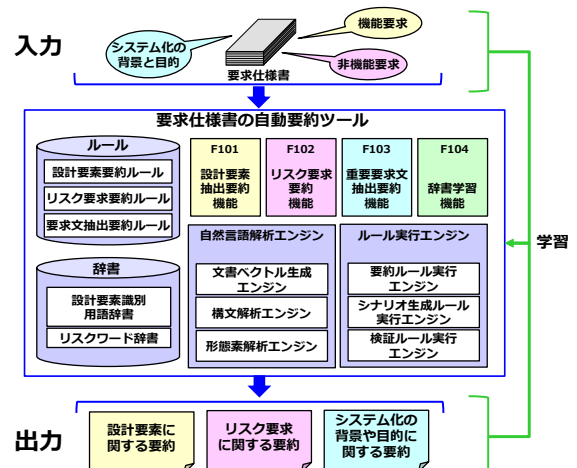 入力
システム化の
背景と目的
機能要求
非機能要求
要求仕様書
要求仕様書の自動要約ツール
ルール
設計要素要約ルール
リスク要求要約ルール
要求文抽出要約ルール
辞書
設計要素識別
用語辞書
リスクワード辞書
F101
設計要素
抽出要約
機能
F102
リスク要求
要約
機能
F103
重要要求文
抽出要約
機能
F104
辞書学習
機能
自然言語解析エンジン
文書ベクトル生成
エンジン
構文解析エンジン
形態素解析エンジン
ルール実行エンジン
要約ルール実行
エンジン
シナリオ生成ルール
実行エンジン
検証ルール実行
エンジン
学習
出力
設計要素に
関する要約
リスク要求
に関する要約
システム化の
背景や目的に
関する要約